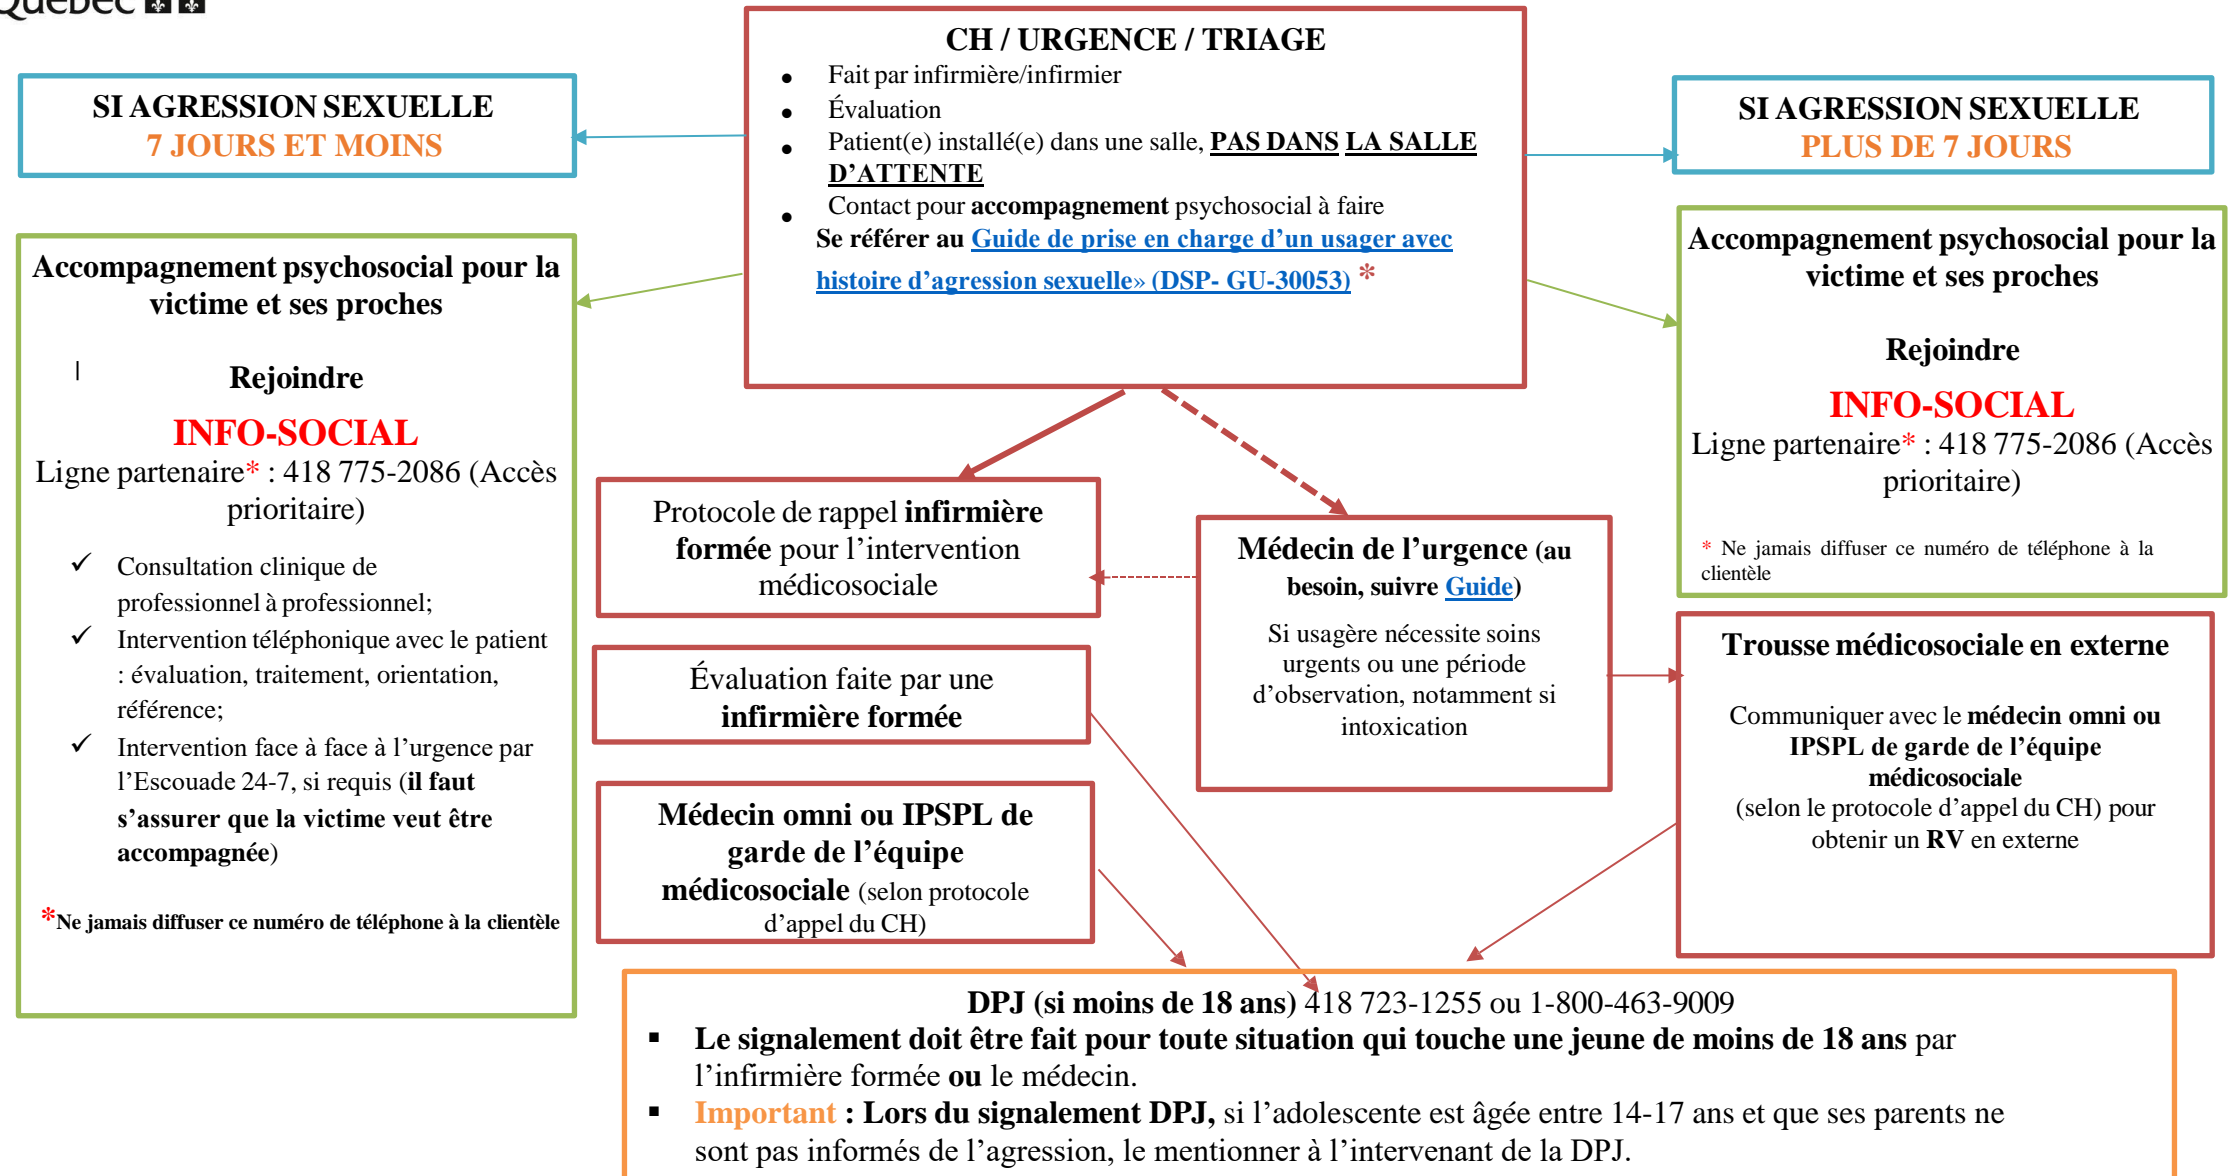 Québec
CH / URGENCE / TRIAGE
• Fait par infirmière/infirmier
• Évaluation
• Patient(e) installé(e) dans une salle, PAS DANS LA SALLE
D’ATTENTE
• Contact pour accompagnement psychosocial à faire
Se référer au Guide de prise en charge d’un usager avec
histoire d’agression sexuelle» (DSP- GU-30053) *
SI AGRESSION SEXUELLE
7 JOURS ET MOINS
SI AGRESSION SEXUELLE
PLUS DE 7 JOURS
Accompagnement psychosocial pour la
victime et ses proches
Rejoindre
INFO-SOCIAL
Ligne partenaire* : 418 775-2086 (Accès
prioritaire)
✓ Consultation clinique de
professionnel à professionnel;
✓ Intervention téléphonique avec le patient
: évaluation, traitement, orientation,
référence;
✓ Intervention face à face à l’urgence par
l’Escouade 24-7, si requis (il faut
s’assurer que la victime veut être
accompagnée)
*Ne jamais diffuser ce numéro de téléphone à la clientèle
Accompagnement psychosocial pour la
victime et ses proches
Rejoindre
INFO-SOCIAL
Ligne partenaire* : 418 775-2086 (Accès
prioritaire)
* Ne jamais diffuser ce numéro de téléphone à la
clientèle
Protocole de rappel infirmière
formée pour l’intervention
médicosociale
Médecin de l’urgence (au
besoin, suivre Guide)
Si usagère nécessite soins
urgents ou une période
d’observation, notamment si
intoxication
Trousse médicosociale en externe
Communiquer avec le médecin omni ou
IPSPL de garde de l’équipe
médicosociale
(selon le protocole d’appel du CH) pour
obtenir un RV en externe
Évaluation faite par une
infirmière formée
Médecin omni ou IPSPL de
garde de l’équipe
médicosociale (selon protocole
d’appel du CH)
DPJ (si moins de 18 ans) 418 723-1255 ou 1-800-463-9009
▪ Le signalement doit être fait pour toute situation qui touche une jeune de moins de 18 ans par
l’infirmière formée ou le médecin.
▪ Important : Lors du signalement DPJ, si l’adolescente est âgée entre 14-17 ans et que ses parents ne
sont pas informés de l’agression, le mentionner à l’intervenant de la DPJ.